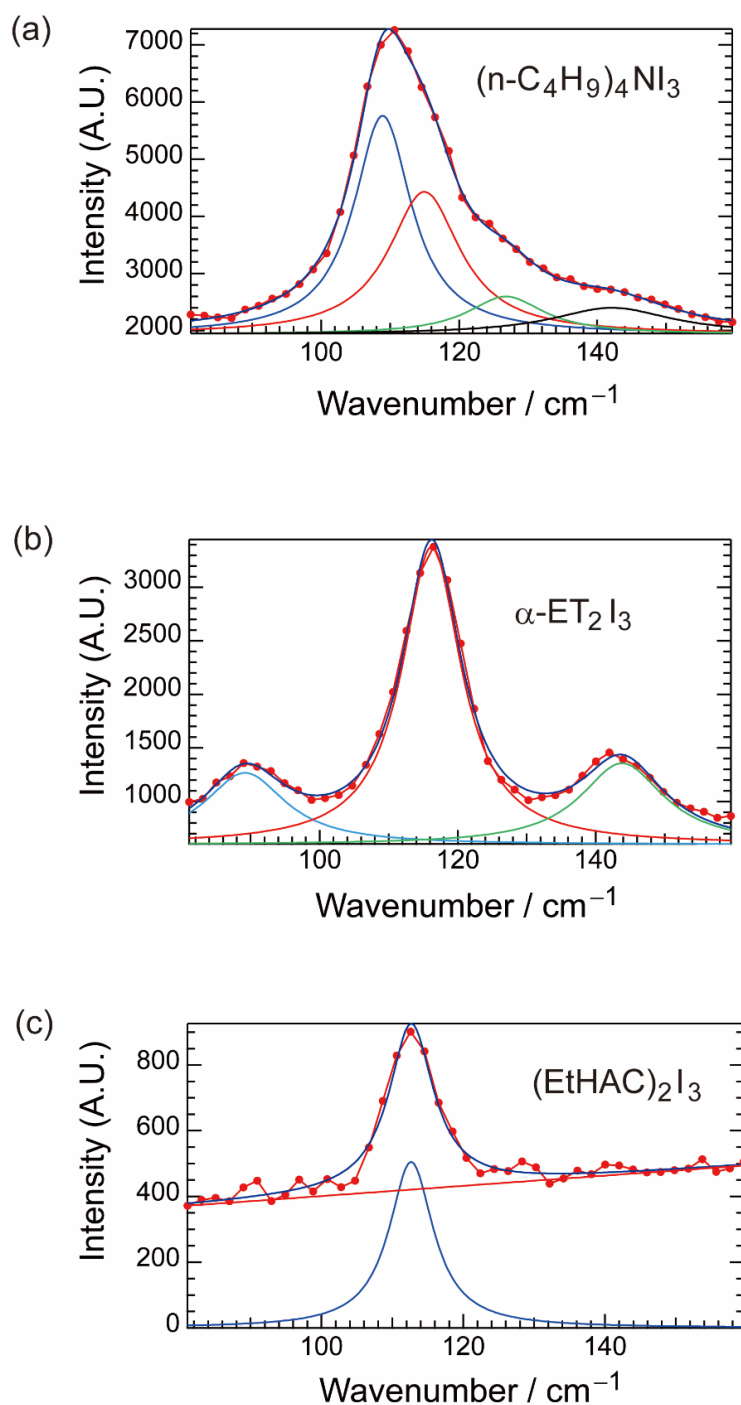 (a)
(n-C₄H₉)₄NI₃
Intensity (A.U.)
7000
6000
5000
4000
3000
2000
100
120
140
Wavenumber / cm⁻¹
(b)
α-ET₂ I₃
Intensity (A.U.)
3000
2500
2000
1500
1000
100
120
140
Wavenumber / cm⁻¹
(c)
(EtHAC)₂I₃
Intensity (A.U.)
800
600
400
200
0
100
120
140
Wavenumber / cm⁻¹